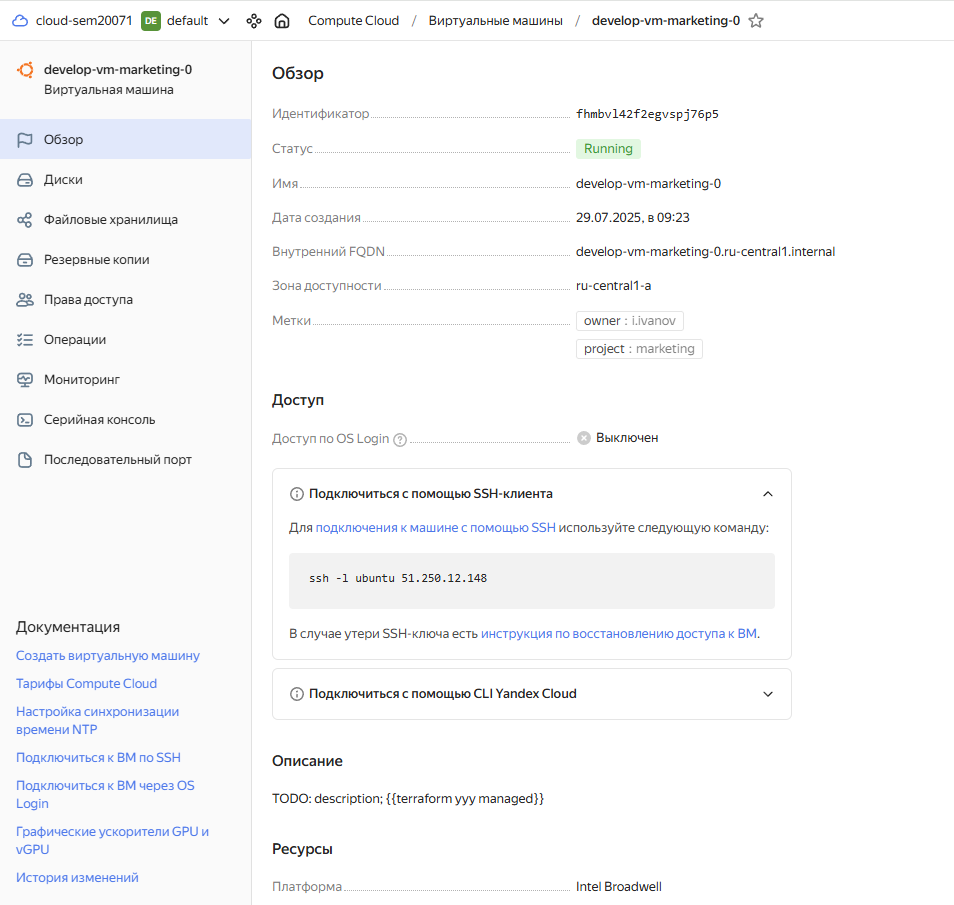 cloud-sem20071 DE default Compute Cloud / Виртуальные машины / develop-vm-marketing-0
develop-vm-marketing-0
Виртуальная машина
Обзор
Диски
Файловые хранилища
Резервные копии
Права доступа
Операции
Мониторинг
Серийная консоль
Последовательный порт
Документация
Создать виртуальную машину
Тарифы Compute Cloud
Настройка синхронизации
времени NTP
Подключиться к ВМ по SSH
Подключиться к ВМ через OS
Login
Графические ускорители GPU и
vGPU
История изменений
Обзор
Идентификатор fhmbvl42f2egvspj76p5
Статус Running
Имя develop-vm-marketing-0
Дата создания 29.07.2025, в 09:23
Внутренний FQDN develop-vm-marketing-0.ru-central1.internal
Зона доступности ru-central1-a
Метки owner : i.ivanov
project : marketing
Доступ
Доступ по OS Login Выключен
Подключиться с помощью SSH-клиента
Для подключения к машине с помощью SSH используйте следующую команду:
ssh -l ubuntu 51.250.12.148
В случае утери SSH-ключа есть инструкция по восстановлению доступа к ВМ.
Подключиться с помощью CLI Yandex Cloud
Описание
TODO: description; {{terraform yyy managed}}
Ресурсы
Платформа Intel Broadwell